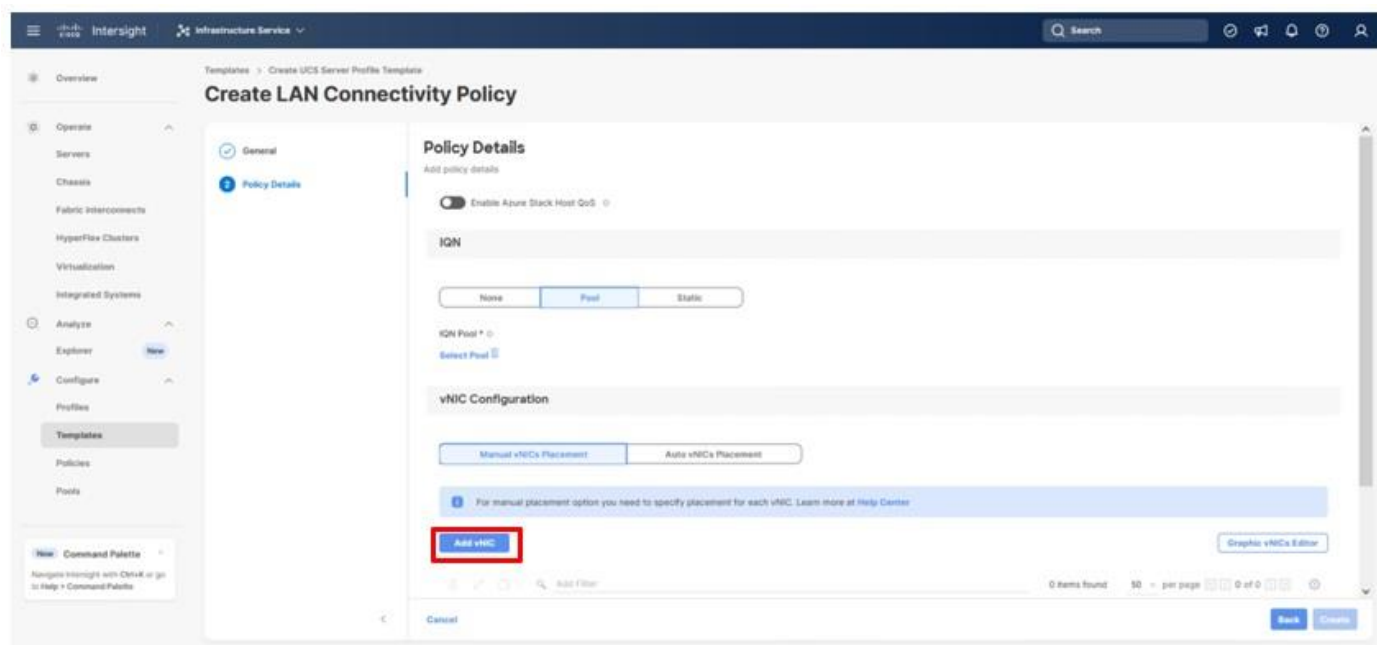 cisco Intersight
Infrastructure Service
Search
Overview
Operate
Servers
Chassis
Fabric Interconnects
HyperFlex Clusters
Virtualization
Integrated Systems
Analyze
Explorer New
Configure
Profiles
Templates
Policies
Pools
New Command Palette
Navigate Intersight with Ctrl+K or go
to Help > Command Palette
Templates > Create UCS Server Profile Template
Create LAN Connectivity Policy
General
2 Policy Details
Policy Details
Add policy details
Enable Azure Stack Host QoS
IQN
None Pool Static
IQN Pool *
Select Pool
vNIC Configuration
Manual vNICs Placement Auto vNICs Placement
For manual placement option you need to specify placement for each vNIC. Learn more at Help Center
Add vNIC Graphic vNICs Editor
Add Filter 0 items found 50 per page 0 of 0
Cancel Back Create